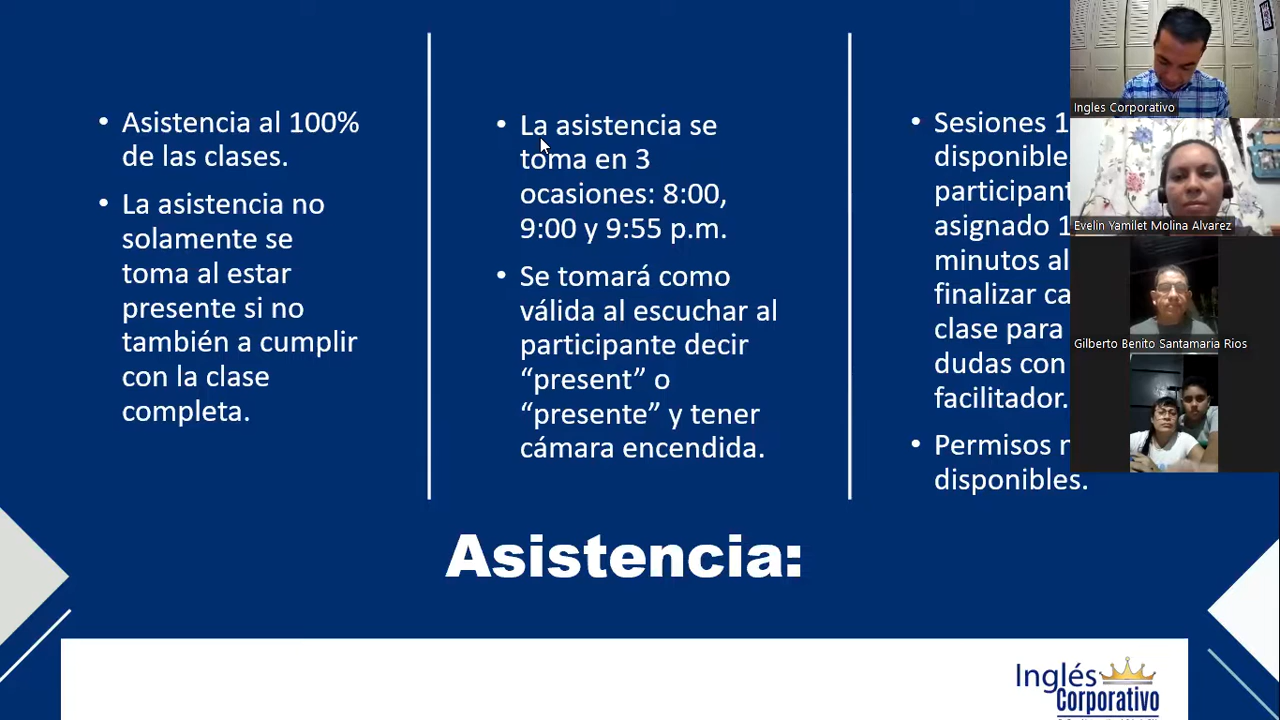 • Asistencia al 100%
de las clases.
• La asistencia no
solamente se
toma al estar
presente si no
también a cumplir
con la clase
completa.
• La asistencia se
toma en 3
ocasiones: 8:00,
9:00 y 9:55 p.m.
• Se tomará como
válida al escuchar al
participante decir
“present” o
“presente” y tener
cámara encendida.
• Sesiones 1
disponible
participant
asignado 1
minutos al
finalizar ca
clase para
dudas con
facilitador.
• Permisos n
disponibles.
Asistencia:
Inglés
Corporativo
Ingles Corporativo
Evelin Yamilet Molina Alvarez
Gilberto Benito Santamaria Rios